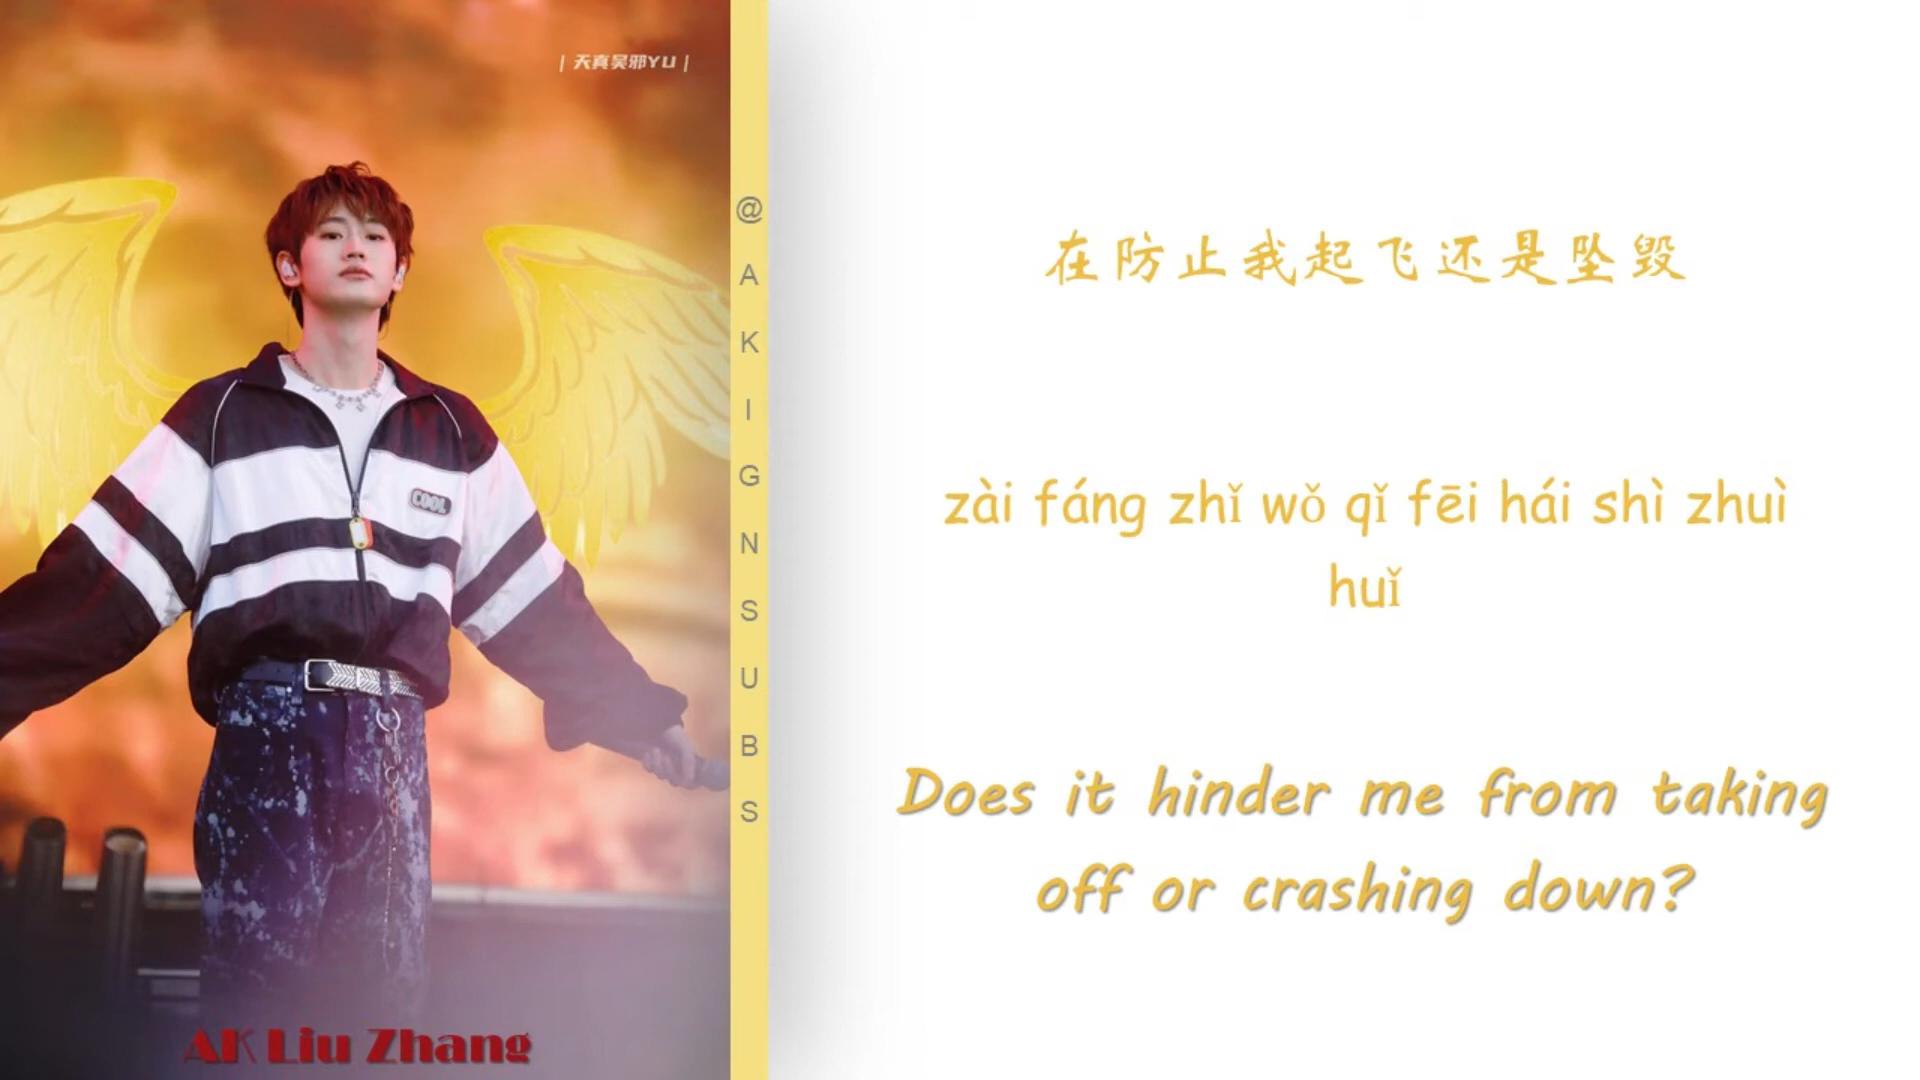 | 天真吴邪YU |
COOL
@AKIGNSUBS
AK Liu Zhang
在防止我起飞还是坠毁
zài fáng zhǐ wǒ qǐ fēi hái shì zhuì
huǐ
Does it hinder me from taking
off or crashing down?